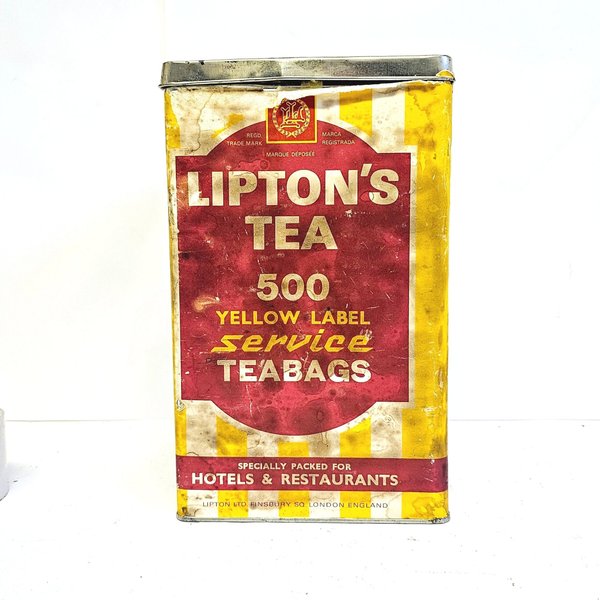 REGD. TRADE MARK
MARCA REGISTRADA
MARQUE DÉPOSÉE
LIPTON'S
TEA
500
YELLOW LABEL
service
TEABAGS
SPECIALLY PACKED FOR
HOTELS & RESTAURANTS
LIPTON LTD. FINSBURY SQ. LONDON ENGLAND